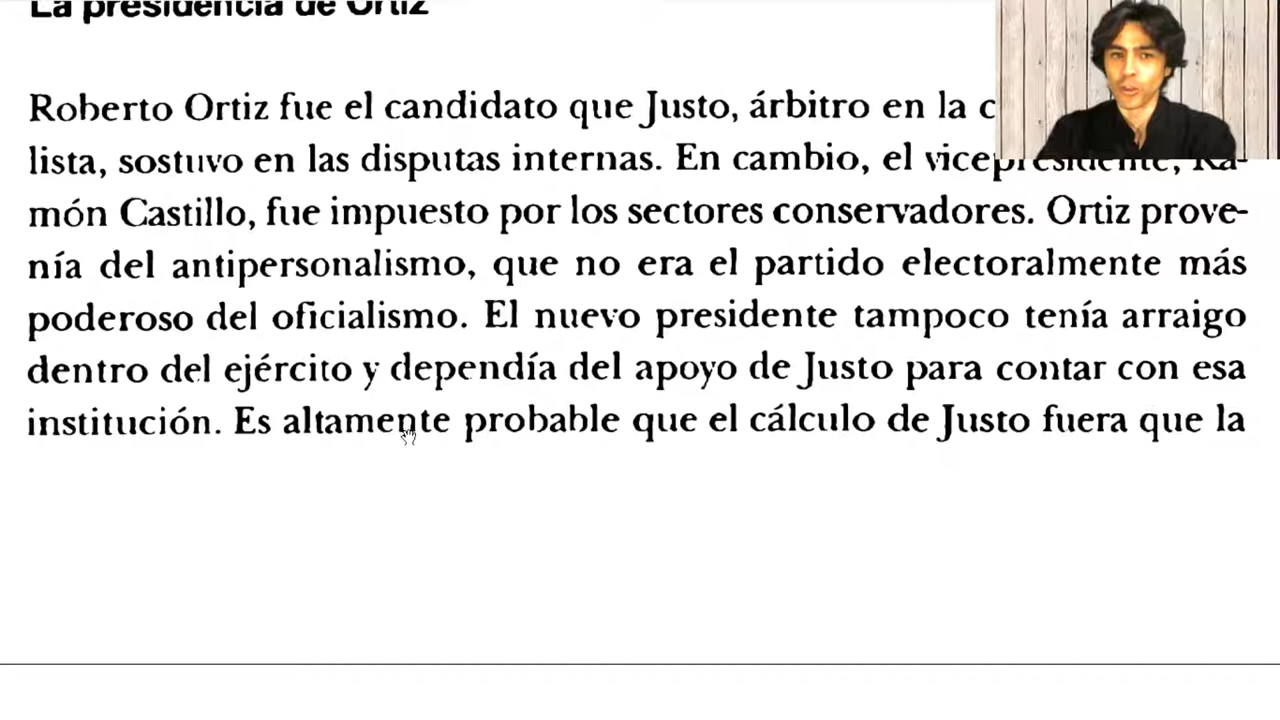 La presidencia de Ortiz
Roberto Ortiz fue el candidato que Justo, árbitro en la c
lista, sostuvo en las disputas internas. En cambio, el vicepresidente, Ra-
món Castillo, fue impuesto por los sectores conservadores. Ortiz prove-
nía del antipersonalismo, que no era el partido electoralmente más
poderoso del oficialismo. El nuevo presidente tampoco tenía arraigo
dentro del ejército y dependía del apoyo de Justo para contar con esa
institución. Es altamente probable que el cálculo de Justo fuera que la